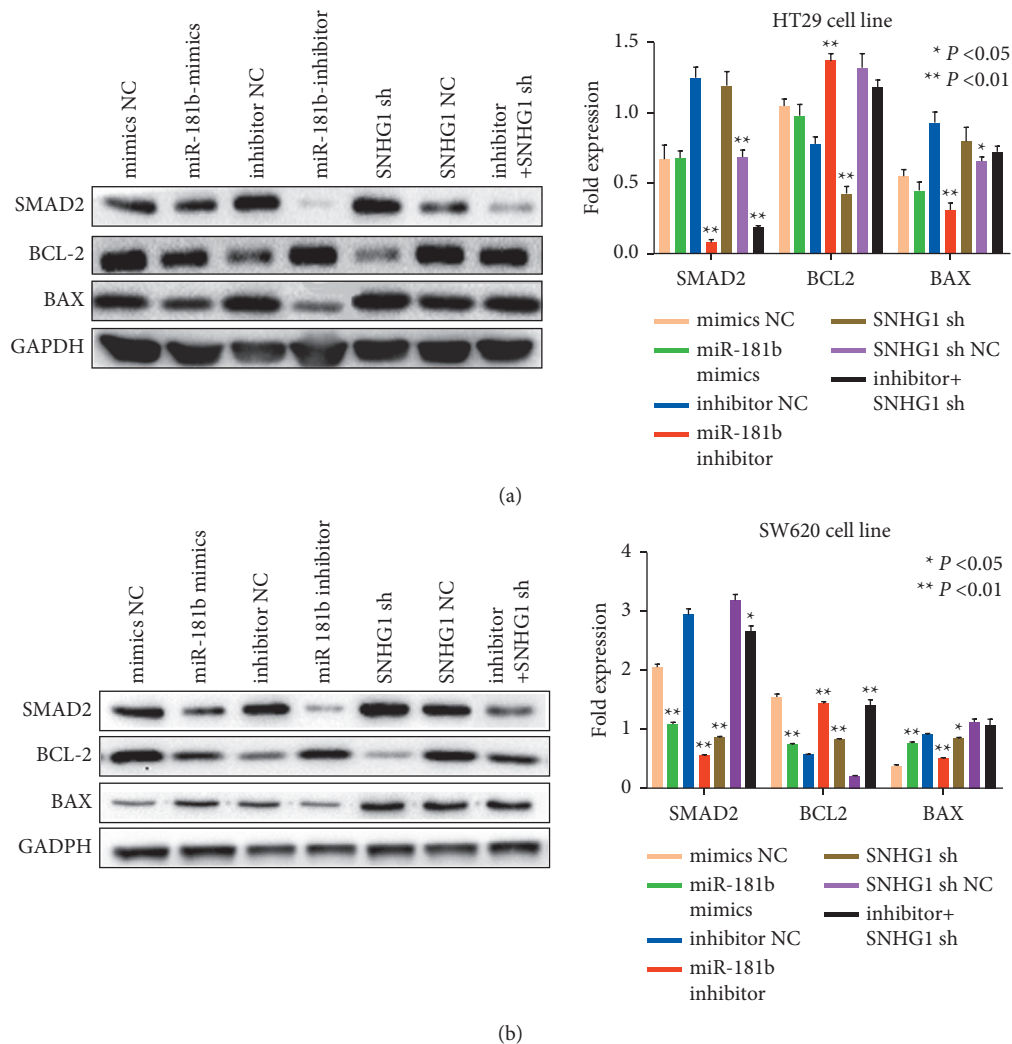 mimics NC
miR-181b-mimics
inhibitor NC
miR-181b-inhibitor
SNHG1 sh
SNHG1 NC
inhibitor
+SNHG1 sh
SMAD2
BCL-2
BAX
GAPDH
HT29 cell line
* P <0.05
** P <0.01
Fold expression
1.5
1.0
0.5
0.0
**
**
**
**
**
**
*
SMAD2
BCL2
BAX
mimics NC
miR-181b
mimics
inhibitor NC
miR-181b
inhibitor
SNHG1 sh
SNHG1 sh NC
inhibitor+
SNHG1 sh
(a)
mimics NC
miR-181b mimics
inhibitor NC
miR 181b inhibitor
SNHG1 sh
SNHG1 NC
inhibitor
+SNHG1 sh
SMAD2
BCL-2
BAX
GADPH
SW620 cell line
* P <0.05
** P <0.01
Fold expression
4
3
2
1
0
**
**
**
*
**
**
**
**
**
**
*
SMAD2
BCL2
BAX
mimics NC
miR-181b
mimics
inhibitor NC
miR-181b
inhibitor
SNHG1 sh
SNHG1 sh NC
inhibitor+
SNHG1 sh
(b)